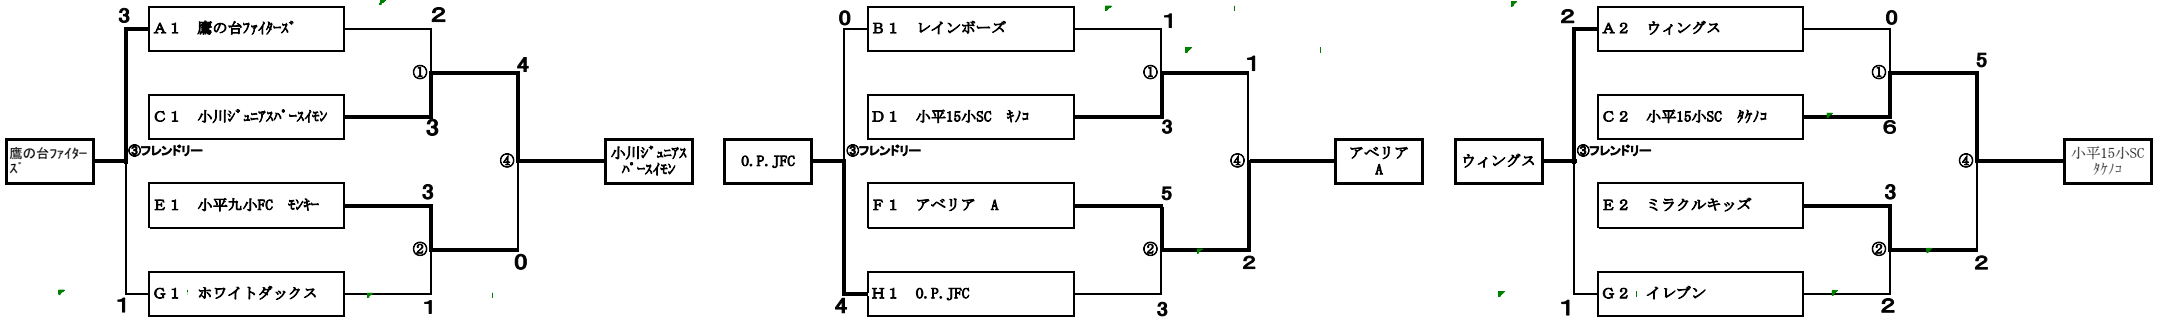 3
A1 鷹の台ﾌｧｲﾀｰｽﾞ
2
①
4
C1 小川ｼﾞｭﾆｱｽﾊﾟｰｽｲﾓﾝ
3
鷹の台ﾌｧｲﾀｰ
ｽﾞ
③フレンドリー
④
小川ｼﾞｭﾆｱｽ
ﾊﾟｰｽｲﾓﾝ
E1 小平九小FC ﾓﾝｷｰ
3
②
0
G1 ホワイトダックス
1
1
0
B1 レインボーズ
1
①
1
D1 小平15小SC ｷﾉｺ
3
O.P.JFC
③フレンドリー
④
アベリア
A
F1 アベリア A
5
②
2
H1 O.P.JFC
4
3
2
A2 ウィングス
0
①
5
C2 小平15小SC ﾀｹﾉｺ
6
ウィングス
③フレンドリー
④
小平15小SC
ﾀｹﾉｺ
E2 ミラクルキッズ
3
②
2
G2 イレブン
1
2